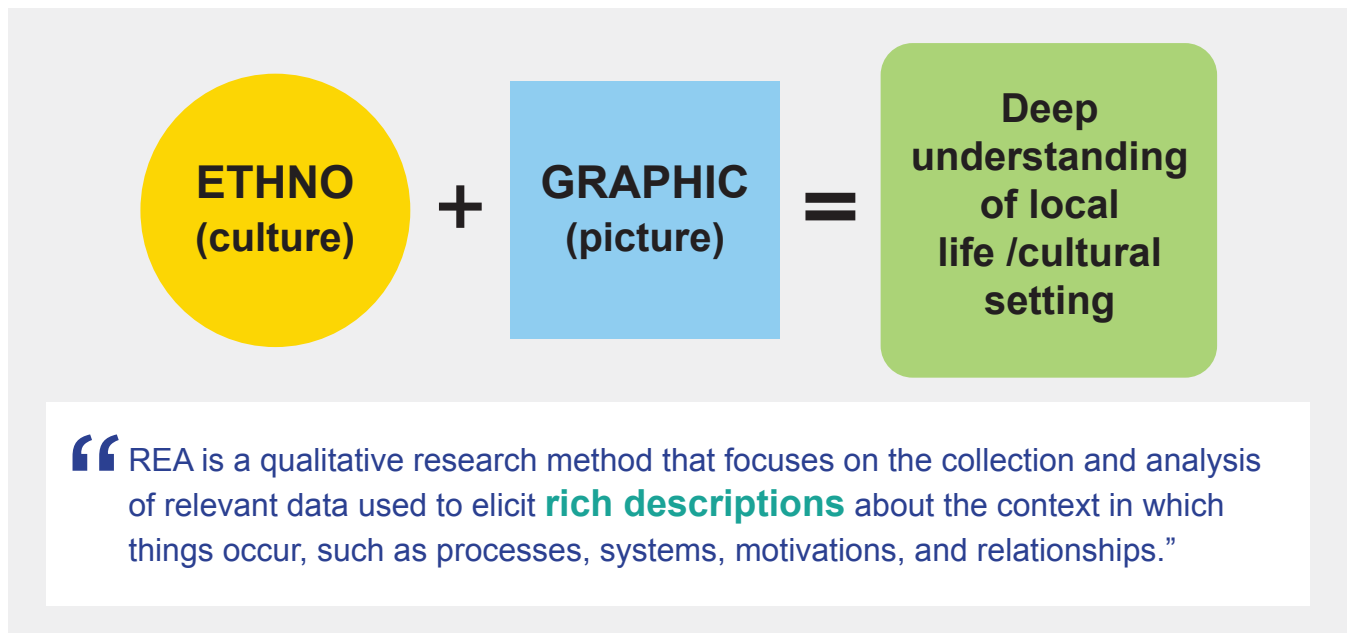 ETHNO
(culture)
+
GRAPHIC
(picture)
=
Deep
understanding
of local
life /cultural
setting
“ REA is a qualitative research method that focuses on the collection and analysis
of relevant data used to elicit rich descriptions about the context in which
things occur, such as processes, systems, motivations, and relationships.”